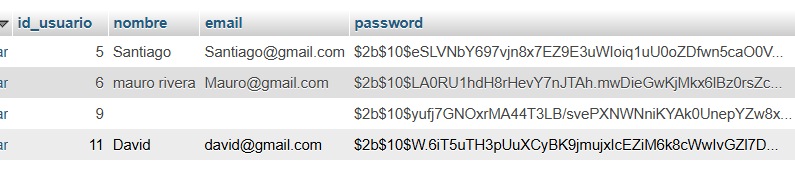 id_usuario nombre email password
ar 5 Santiago Santiago@gmail.com $2b$10$eSLVNbY697vjn8x7EZ9E3uWIoiq1uU0oZDfwn5caO0V...
ar 6 mauro rivera Mauro@gmail.com $2b$10$LA0RU1hdH8rHevY7nJTAh.mwDieGwKjMkx6lBz0rsZc...
ar 9 $2b$10$yufj7GNOxrMA44T3LB/svePXNWNniKYAk0UnepYZw8x...
ar 11 David david@gmail.com $2b$10$W.6iT5uTH3pUuXCyBK9jmujxlcEZiM6k8cWwlvGZl7D...